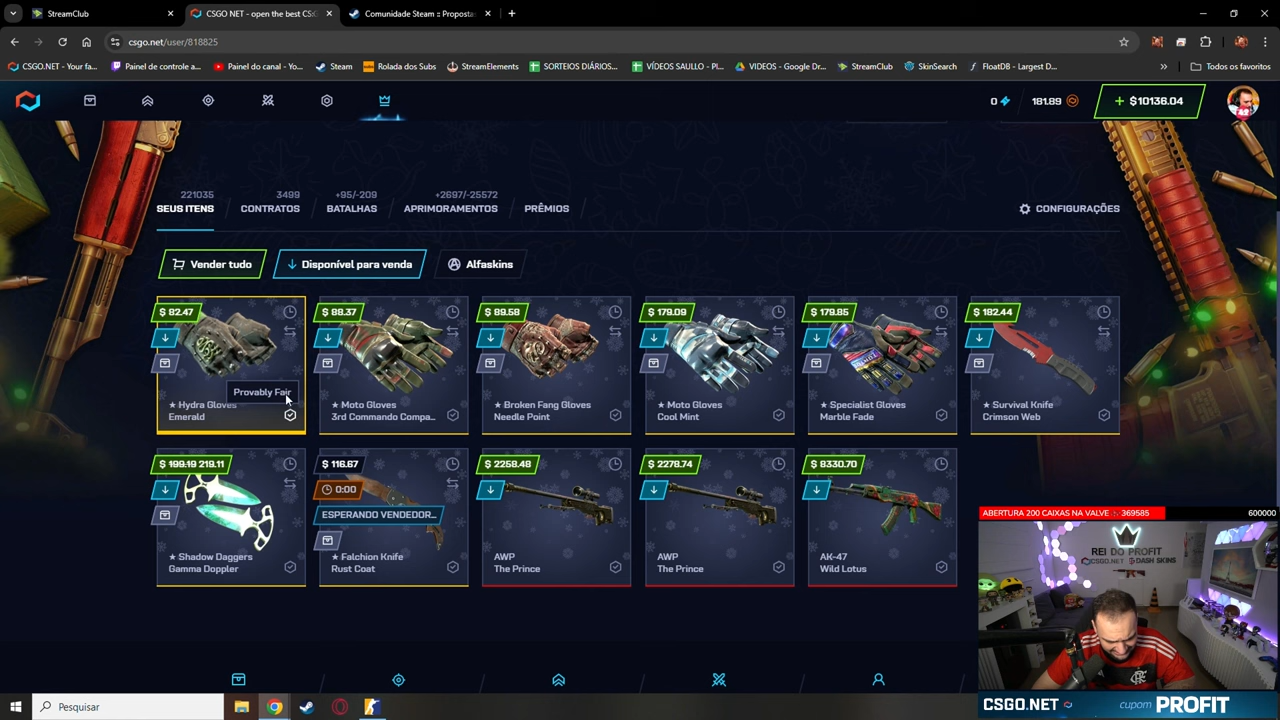 StreamClub
CSGO NET - open the best CS:G
Comunidade Steam :: Proposta
csgo.net/user/818825
CSGO.NET - Your fa...
Painel de controle a...
Painel do canal - Yo...
Steam
Rolada dos Subs
StreamElements
SORTEIOS DIÁRIOS...
VÍDEOS SAULLO - PL...
VIDEOS - Google Dr...
StreamClub
SkinSearch
FloatDB - Largest D...
Todos os favoritos
0
181.89
+ $10136.04
221035
SEUS ITENS
3499
CONTRATOS
+95/-209
BATALHAS
+2697/-25572
APRIMORAMENTOS
PRÊMIOS
CONFIGURAÇÕES
Vender tudo
Disponível para venda
Alfaskins
$ 82.47
Provably Fair
★ Hydra Gloves
Emerald
$ 88.37
★ Moto Gloves
3rd Commando Compa...
$ 89.58
★ Broken Fang Gloves
Needle Point
$ 179.09
★ Moto Gloves
Cool Mint
$ 179.85
★ Specialist Gloves
Marble Fade
$ 182.44
★ Survival Knife
Crimson Web
$ 199.19 219.11
★ Shadow Daggers
Gamma Doppler
$ 116.67
0:00
ESPERANDO VENDEDOR...
★ Falchion Knife
Rust Coat
$ 2258.48
AWP
The Prince
$ 2278.74
AWP
The Prince
$ 8330.70
AK-47
Wild Lotus
ABERTURA 200 CAIXAS NA VALVE
369585
600000
REI DO PROFIT
CSGO.NET
DASH SKINS
CSGO.NET
cupom PROFIT
Pesquisar